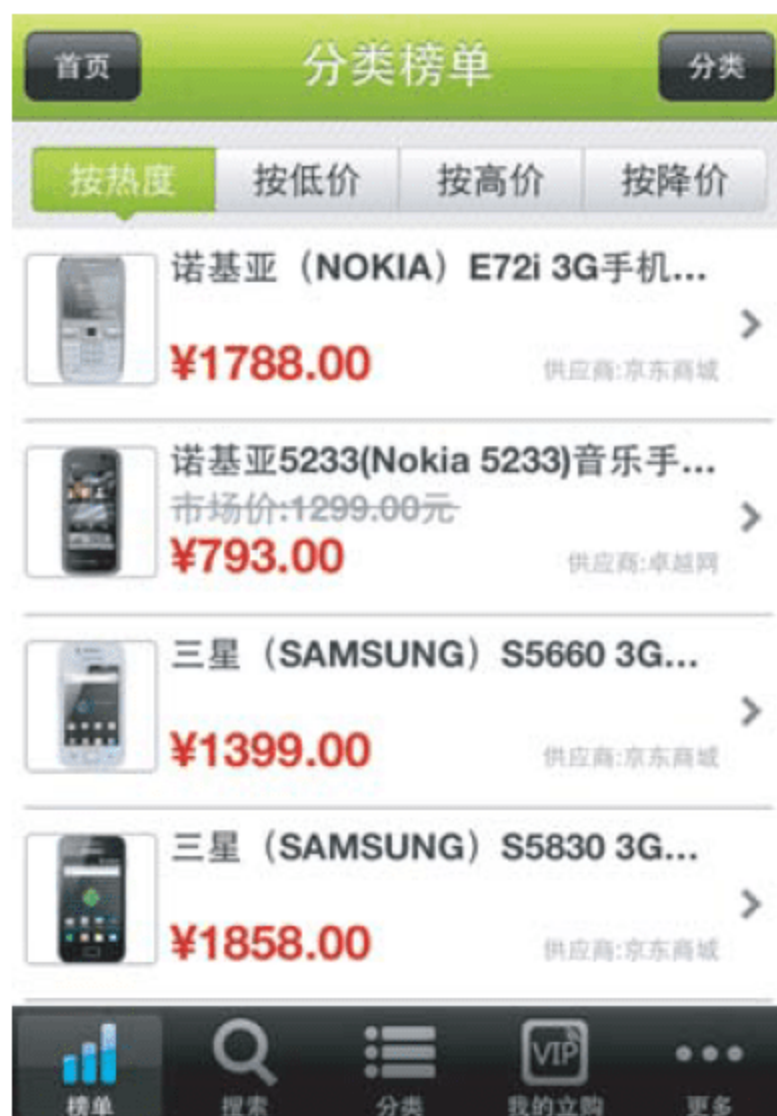 首页 分类榜单 分类
按热度 按低价 按高价 按降价
诺基亚（NOKIA）E72i 3G手机...
¥1788.00 供应商:京东商城
诺基亚5233(Nokia 5233)音乐手...
市场价:1299.00元
¥793.00 供应商:卓越网
三星（SAMSUNG）S5660 3G...
¥1399.00 供应商:京东商城
三星（SAMSUNG）S5830 3G...
¥1858.00 供应商:京东商城
VIP
榜单 搜索 分类 我的立购 更多